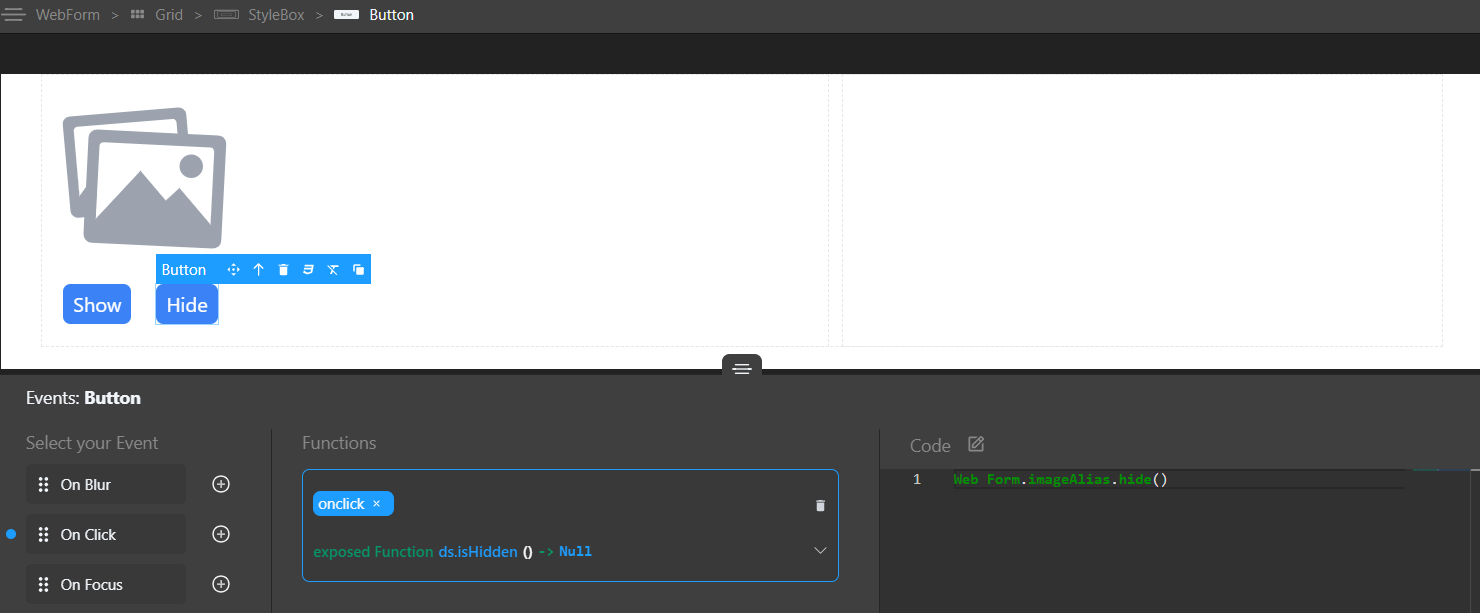 WebForm > Grid > StyleBox > Button
Button
Show
Hide
Events: Button
Select your Event
On Blur
On Click
On Focus
Functions
onclick ×
exposed Function ds.isHidden () -> Null
Code
1 Web Form.imageAlias.hide()